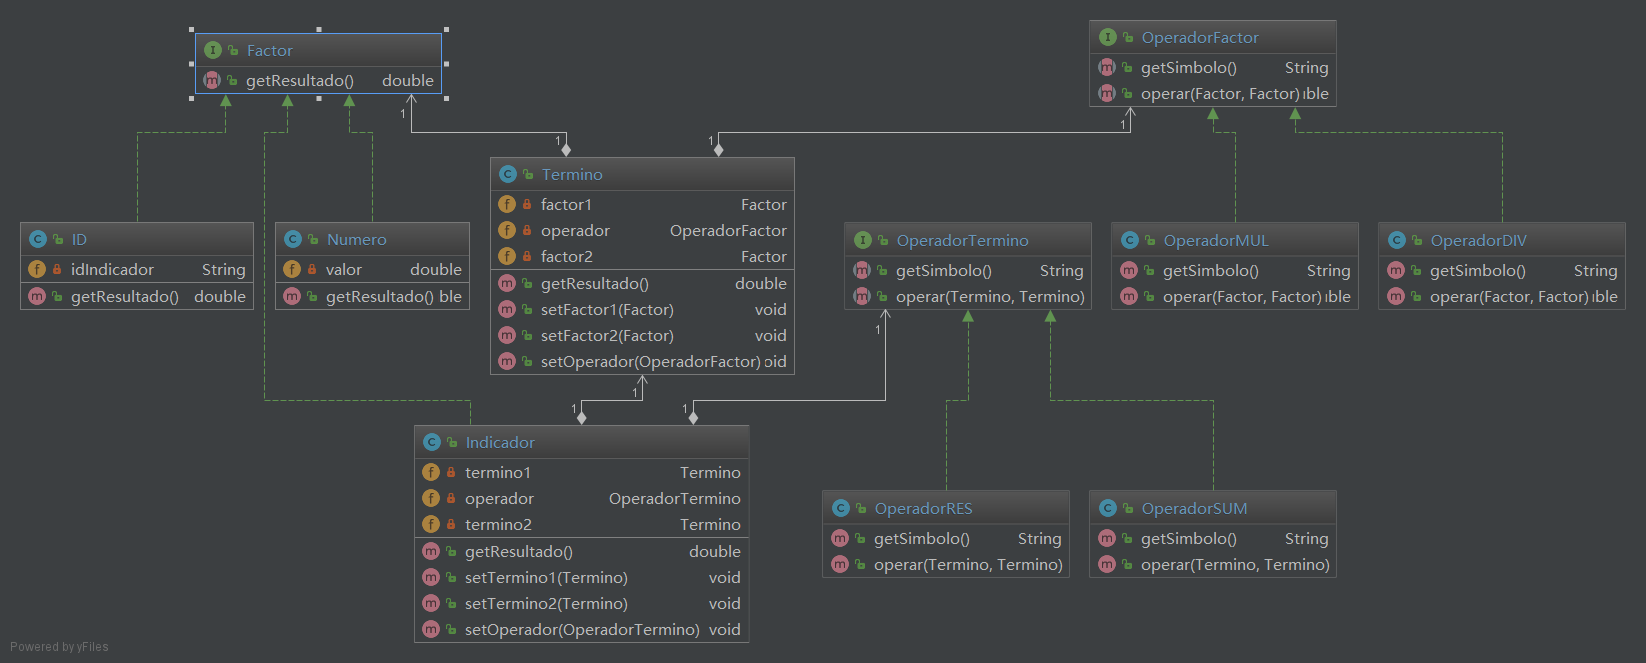 Factor
getResultado() double
OperadorFactor
getSimbolo() String
operar(Factor, Factor) ible
1
1
1
1
Termino
factor1 Factor
operador OperadorFactor
factor2 Factor
getResultado() double
setFactor1(Factor) void
setFactor2(Factor) void
setOperador(OperadorFactor) oid
ID
idIndicador String
getResultado() double
Numero
valor double
getResultado() ble
OperadorTermino
getSimbolo() String
operar(Termino, Termino)
OperadorMUL
getSimbolo() String
operar(Factor, Factor) ible
OperadorDIV
getSimbolo() String
operar(Factor, Factor) ible
1
1
1
1
Indicador
termino1 Termino
operador OperadorTermino
termino2 Termino
getResultado() double
setTermino1(Termino) void
setTermino2(Termino) void
setOperador(OperadorTermino) void
OperadorRES
getSimbolo() String
operar(Termino, Termino)
OperadorSUM
getSimbolo() String
operar(Termino, Termino)
Powered by yFiles